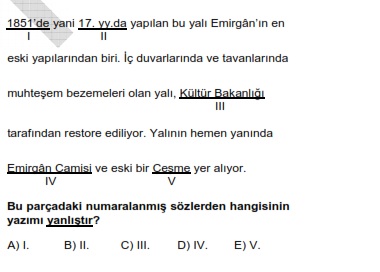 1851'de yani 17. yy.da yapılan bu yalı Emirgân'ın en
I II
eski yapılarından biri. İç duvarlarında ve tavanlarında
muhteşem bezemeleri olan yalı, Kültür Bakanlığı
III
tarafından restore ediliyor. Yalının hemen yanında
Emirgân Camisi ve eski bir Çeşme yer alıyor.
IV V
Bu parçadaki numaralanmış sözlerden hangisinin
yazımı yanlıştır?
A) I. B) II. C) III. D) IV. E) V.